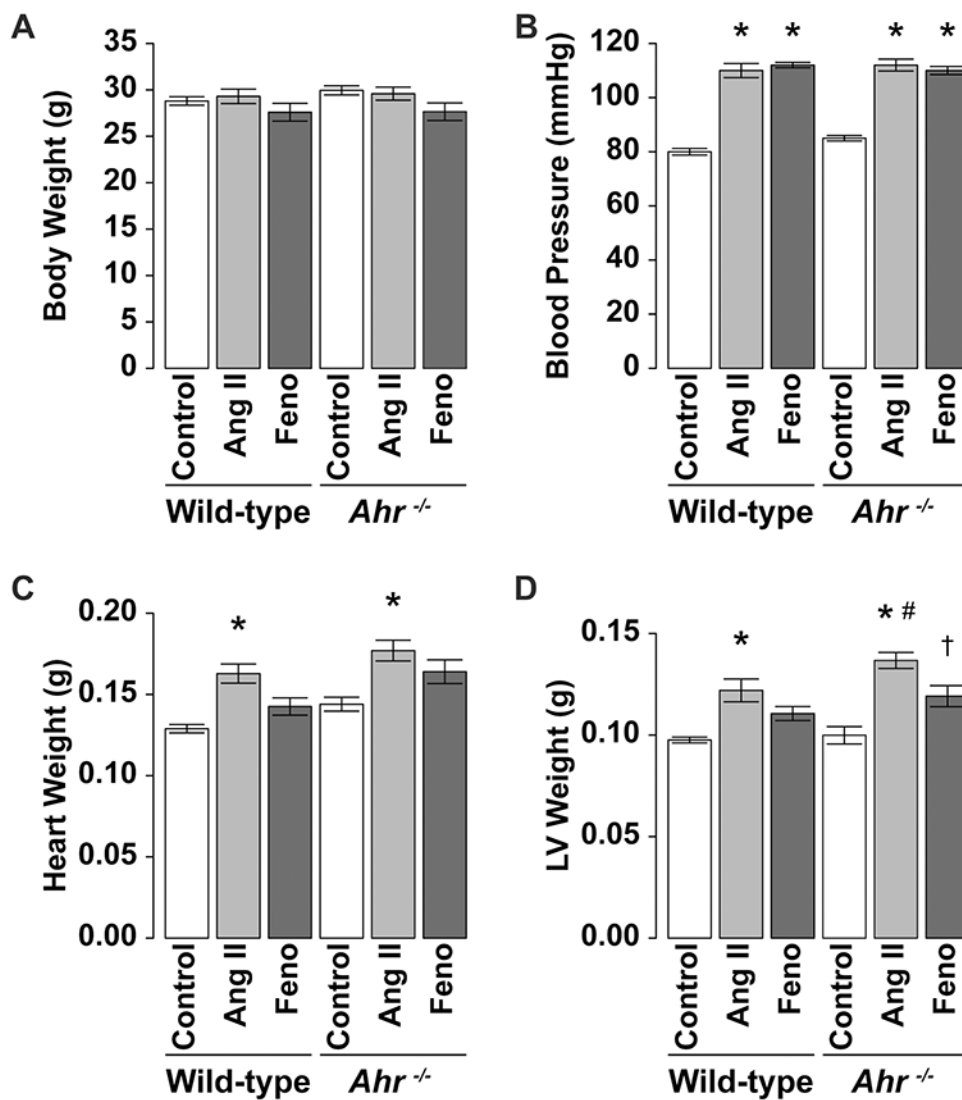 A
Body Weight (g)
35
30
25
20
15
10
5
0
Control
Ang II
Feno
Control
Ang II
Feno
Wild-type
Ahr -/-
B
Blood Pressure (mmHg)
* * * *
120
100
80
60
40
20
0
Control
Ang II
Feno
Control
Ang II
Feno
Wild-type
Ahr -/-
C
Heart Weight (g)
0.20
0.15
0.10
0.05
0.00
*
*
Control
Ang II
Feno
Control
Ang II
Feno
Wild-type
Ahr -/-
D
LV Weight (g)
0.15
0.10
0.05
0.00
*
* #
†
Control
Ang II
Feno
Control
Ang II
Feno
Wild-type
Ahr -/-